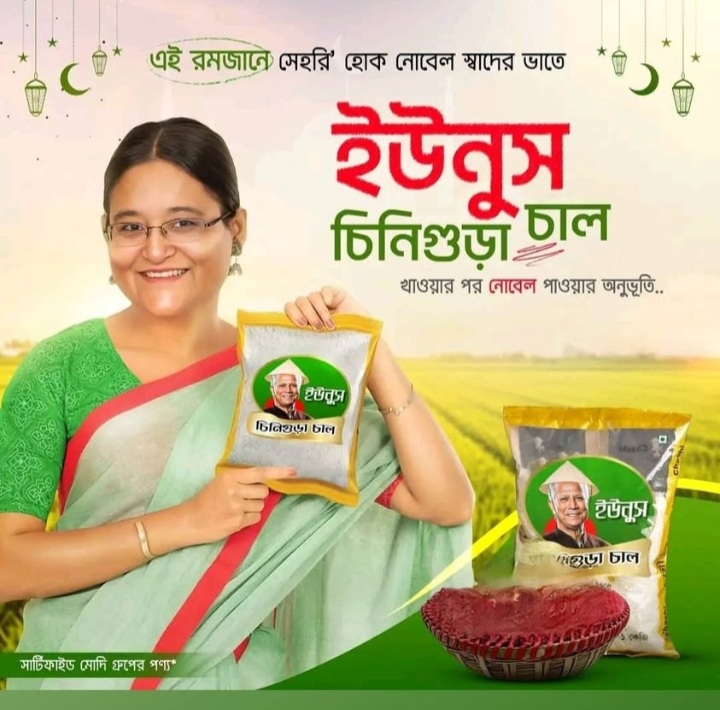 এই রমজানে সেহরি' হোক নোবেল স্বাদের ভাতে
ইউনুস
চিনিগুড়া চাল
খাওয়ার পর নোবেল পাওয়ার অনুভূতি..
ইউনুস
চিনিগুড়া চাল
ইউনুস
চাল
সার্টিফাইড মোদি গ্রুপের পণ্য*